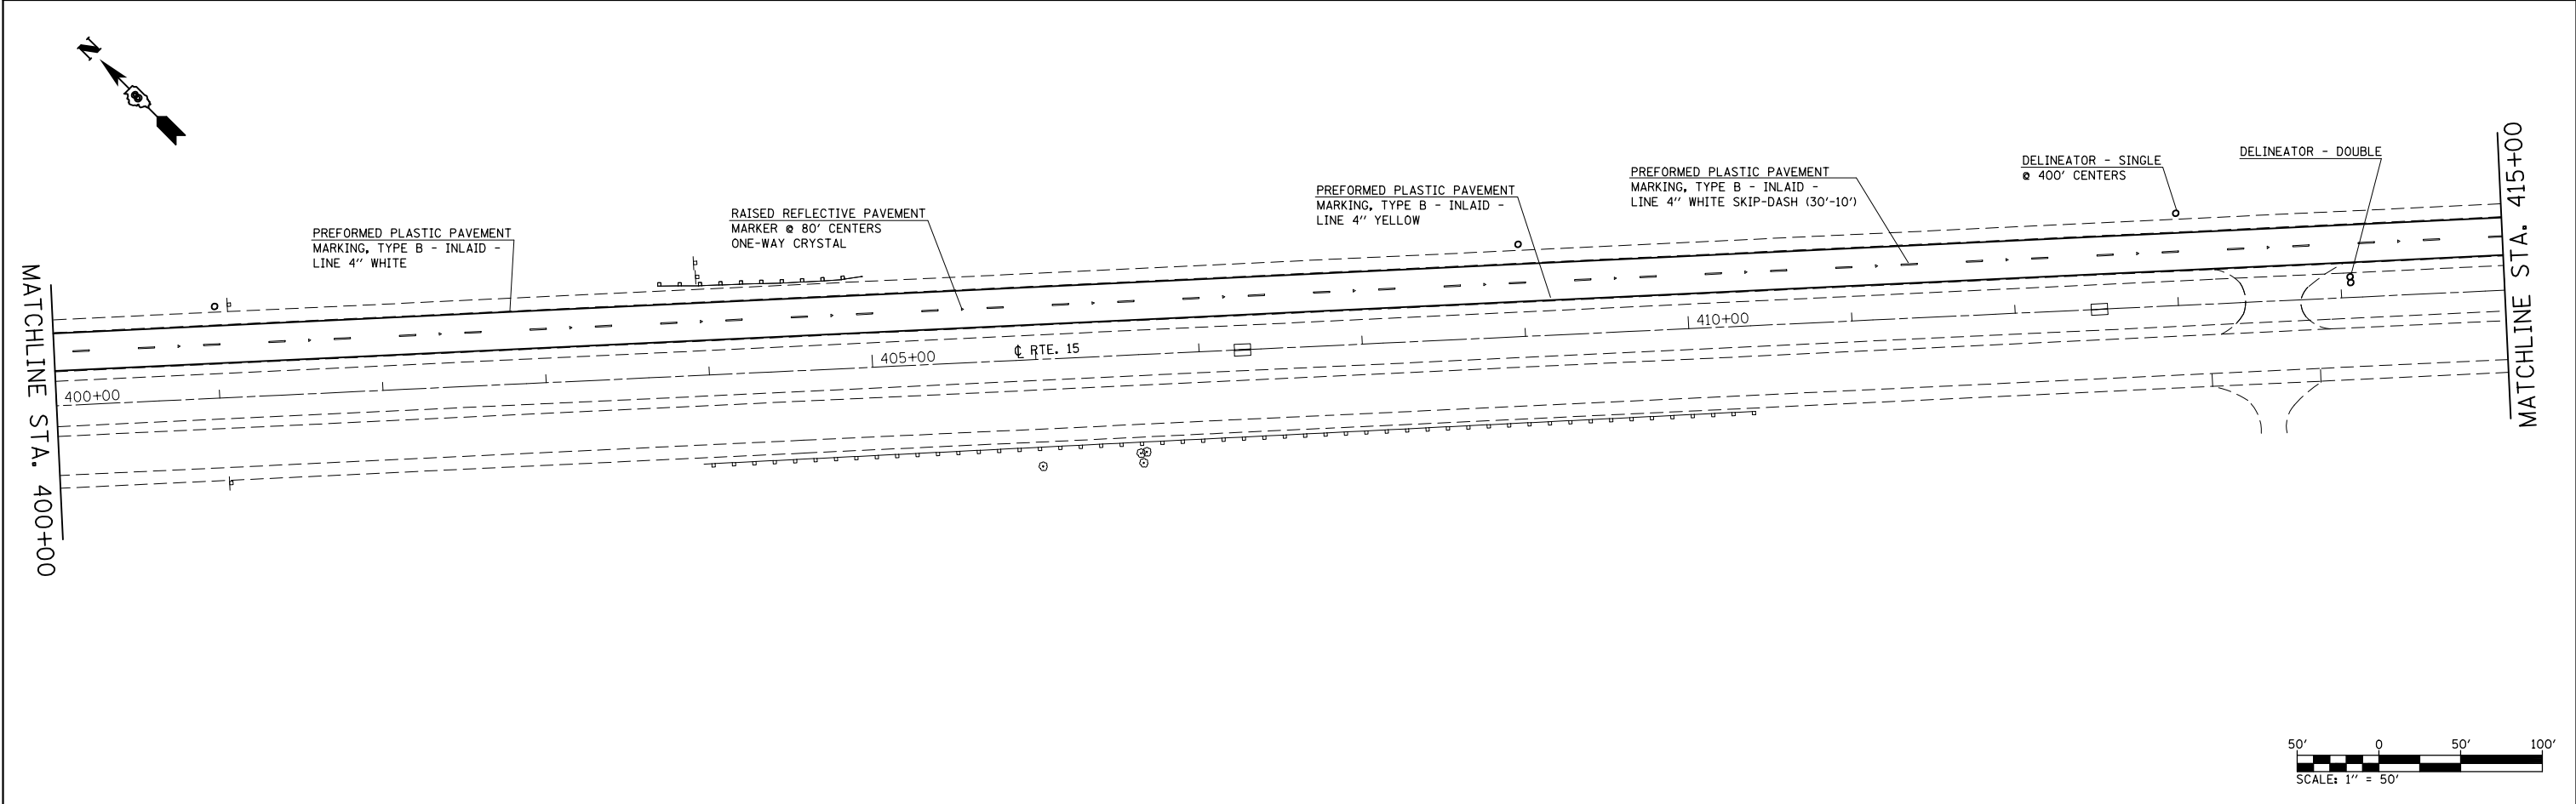 N
PREFORMED PLASTIC PAVEMENT
MARKING, TYPE B - INLAID -
LINE 4" WHITE
RAISED REFLECTIVE PAVEMENT
MARKER @ 80' CENTERS
ONE-WAY CRYSTAL
PREFORMED PLASTIC PAVEMENT
MARKING, TYPE B - INLAID -
LINE 4" YELLOW
PREFORMED PLASTIC PAVEMENT
MARKING, TYPE B - INLAID -
LINE 4" WHITE SKIP-DASH (30'-10')
DELINEATOR - SINGLE
@ 400' CENTERS
DELINEATOR - DOUBLE
MATCHLINE STA. 400+00
400+00
405+00
℄ RTE. 15
410+00
MATCHLINE STA. 415+00
50' 0 50' 100'
SCALE: 1" = 50'